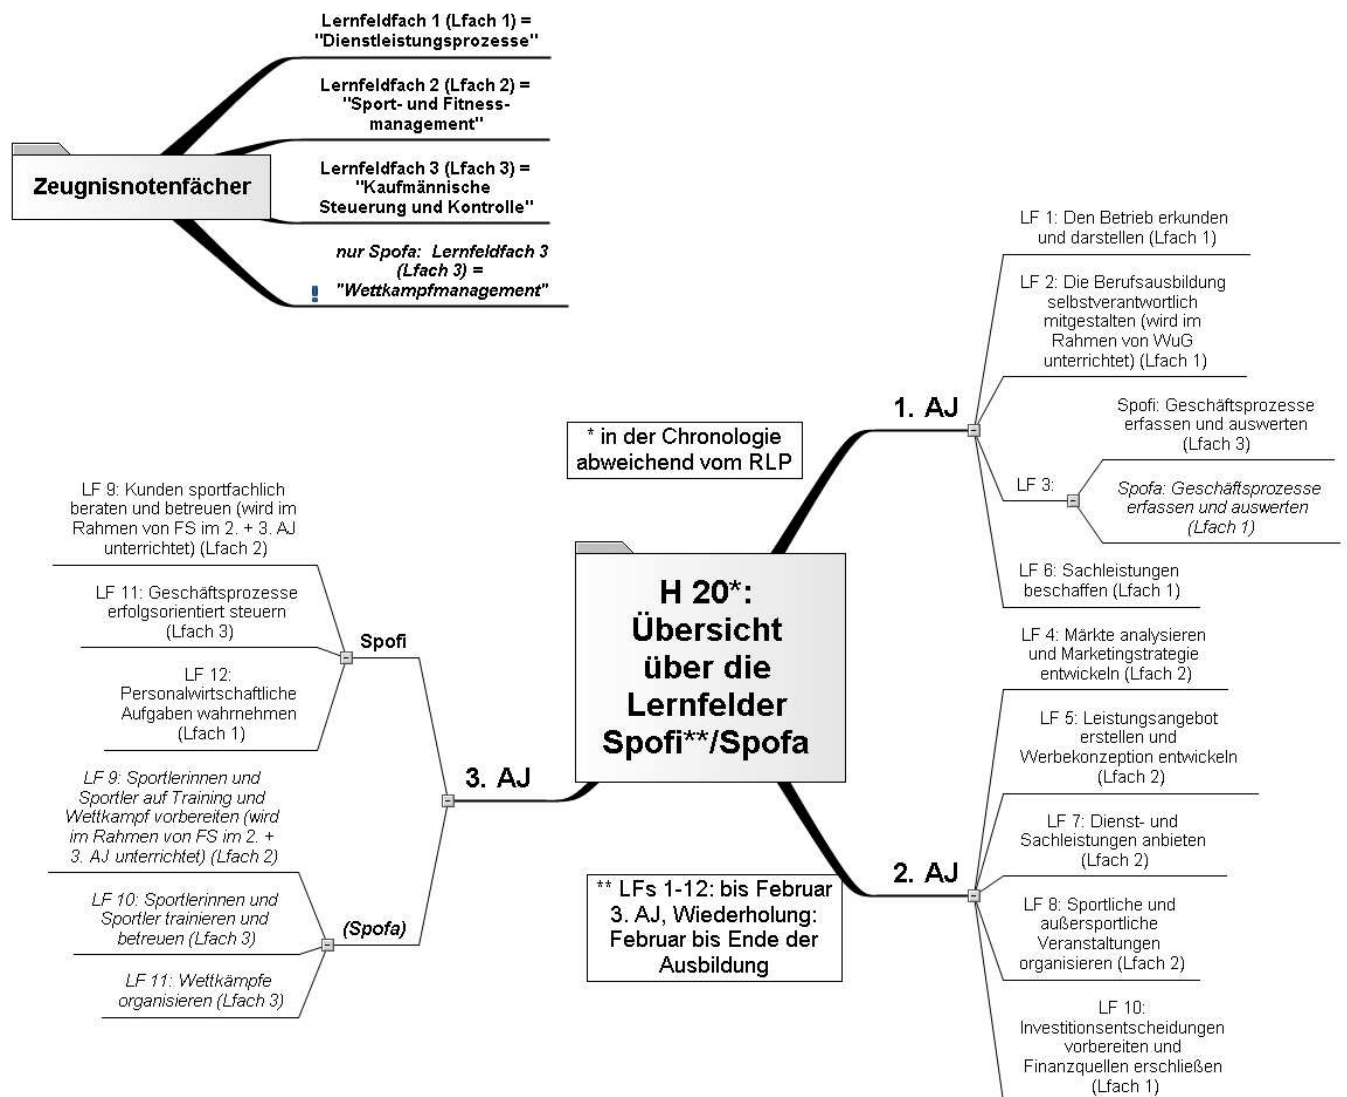 Lernfeldfach 1 (Lfach 1) =
"Dienstleistungsprozesse"
Lernfeldfach 2 (Lfach 2) =
"Sport- und Fitness-
management"
Zeugnisnotenfächer
Lernfeldfach 3 (Lfach 3) =
"Kaufmännische
Steuerung und Kontrolle"
nur Spofa: Lernfeldfach 3
(Lfach 3) =
"Wettkampfmanagement"
* in der Chronologie
abweichend vom RLP
H 20*:
Übersicht
über die
Lernfelder
Spofi**/Spofa
** LFs 1-12: bis Februar
3. AJ, Wiederholung:
Februar bis Ende der
Ausbildung
1. AJ
LF 1: Den Betrieb erkunden
und darstellen (Lfach 1)
LF 2: Die Berufsausbildung
selbstverantwortlich
mitgestalten (wird im
Rahmen von WuG
unterrichtet) (Lfach 1)
LF 3:
Spofi: Geschäftsprozesse
erfassen und auswerten
(Lfach 3)
Spofa: Geschäftsprozesse
erfassen und auswerten
(Lfach 1)
LF 6: Sachleistungen
beschaffen (Lfach 1)
2. AJ
LF 4: Märkte analysieren
und Marketingstrategie
entwickeln (Lfach 2)
LF 5: Leistungsangebot
erstellen und
Werbekonzeption entwickeln
(Lfach 2)
LF 7: Dienst- und
Sachleistungen anbieten
(Lfach 2)
LF 8: Sportliche und
außersportliche
Veranstaltungen
organisieren (Lfach 2)
LF 10:
Investitionsentscheidungen
vorbereiten und
Finanzquellen erschließen
(Lfach 1)
3. AJ
Spofi
LF 9: Kunden sportfachlich
beraten und betreuen (wird im
Rahmen von FS im 2. + 3. AJ
unterrichtet) (Lfach 2)
LF 11: Geschäftsprozesse
erfolgsorientiert steuern
(Lfach 3)
LF 12:
Personalwirtschaftliche
Aufgaben wahrnehmen
(Lfach 1)
(Spofa)
LF 9: Sportlerinnen und
Sportler auf Training und
Wettkampf vorbereiten (wird
im Rahmen von FS im 2. +
3. AJ unterrichtet) (Lfach 2)
LF 10: Sportlerinnen und
Sportler trainieren und
betreuen (Lfach 3)
LF 11: Wettkämpfe
organisieren (Lfach 3)